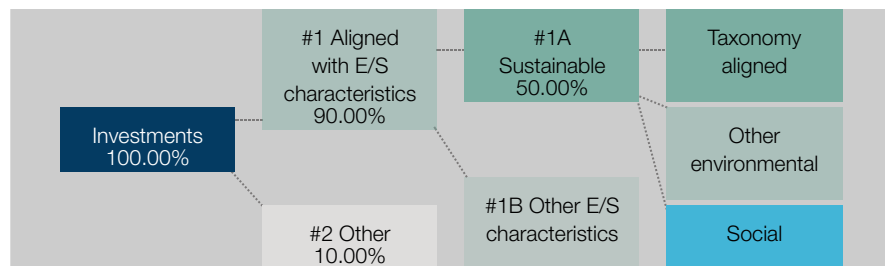 Investments
100.00%
#1 Aligned
with E/S
characteristics
90.00%
#2 Other
10.00%
#1A
Sustainable
50.00%
#1B Other E/S
characteristics
Taxonomy
aligned
Other
environmental
Social